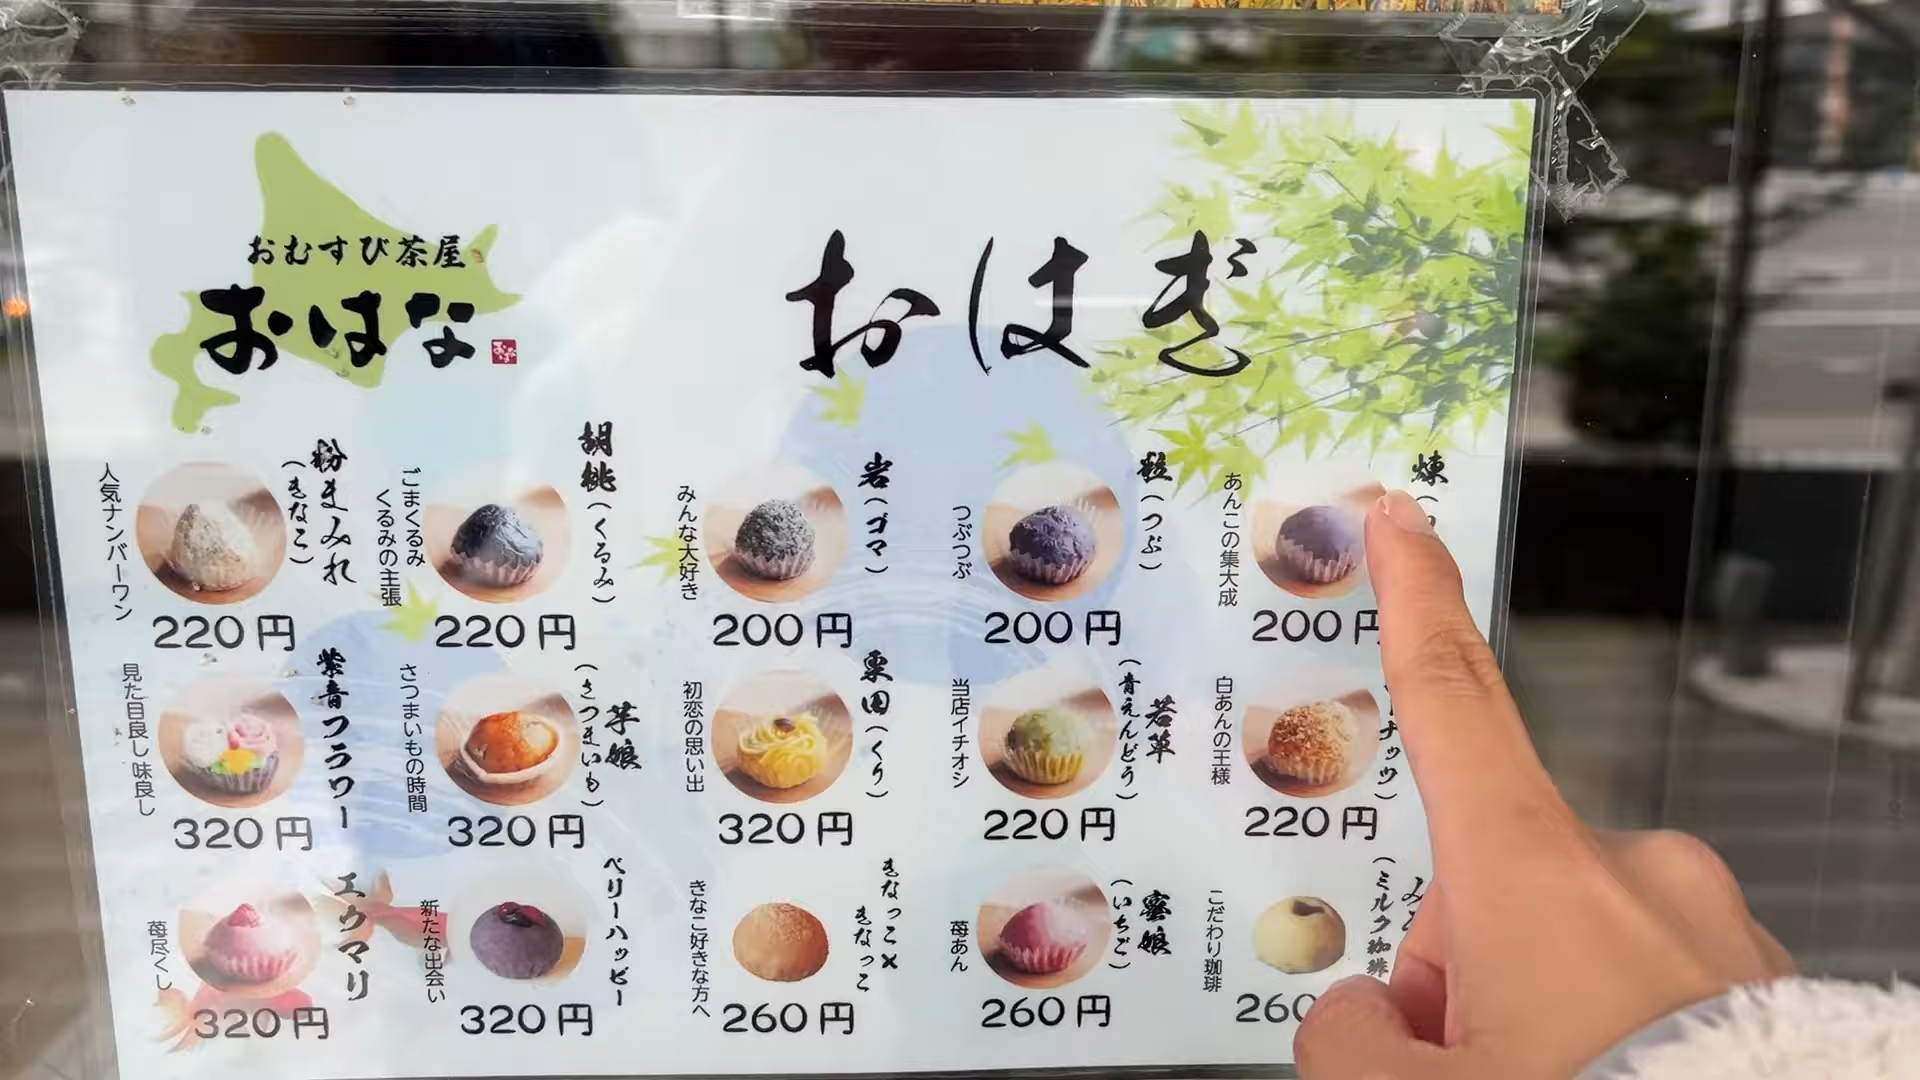 おむすび茶屋
おはな
おはな
おはぎ
煉
あんこの集大成
200円
粒(つぶ)
つぶつぶ
200円
岩(ゴマ)
みんな大好き
200円
胡桃(くるみ)
ごまくるみ
くるみの主張
220円
粉まみれ
(きなこ)
人気ナンバーワン
220円
ナッツ)
白あんの王様
220円
若草
(青えんどう)
当店イチオシ
220円
栗田(くり)
初恋の思い出
320円
芋娘
(さつまいも)
さつまいもの時間
320円
紫音フラワー
見た目良し味良し
320円
(ミルク珈琲
こだわり珈琲
260
蜜娘
(いちご)
苺あん
260円
きなっこ×
きなっこ
きなこ好きな方へ
260円
ベリーハッピー
新たな出会い
320円
エウマリ
苺尽くし
320円